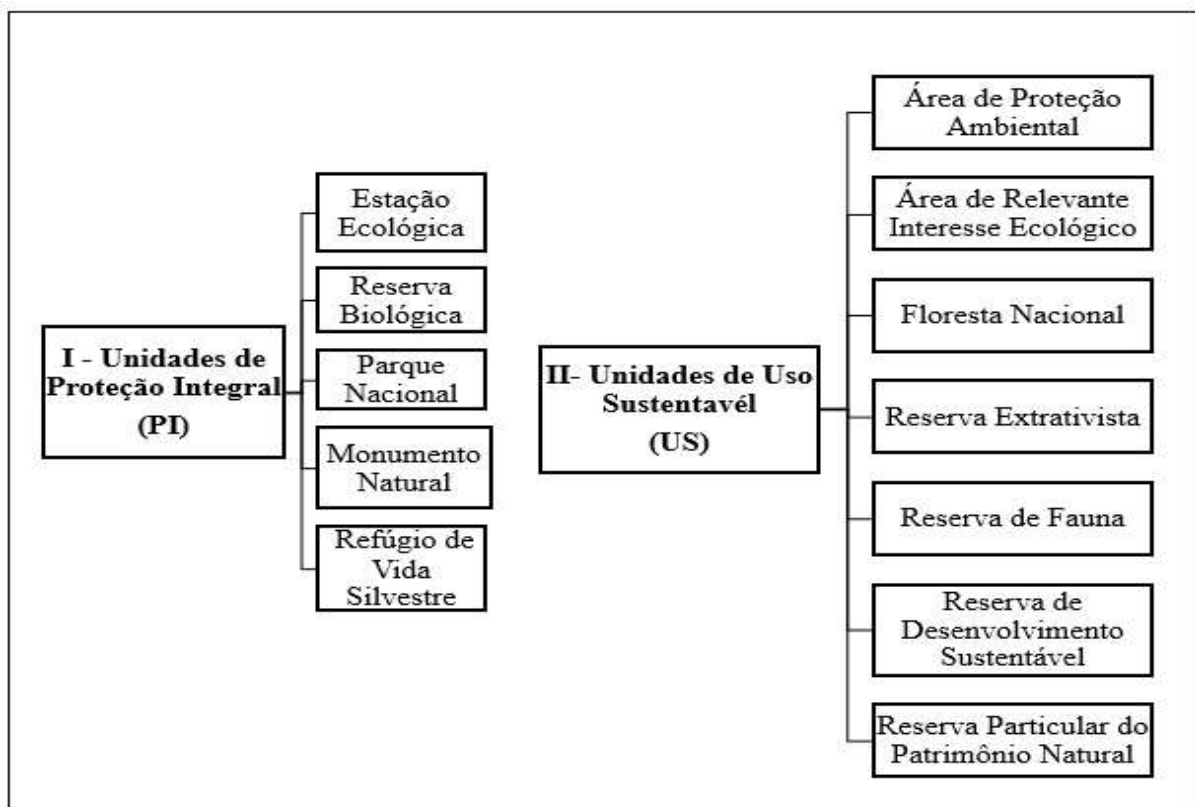 I - Unidades de
Proteção Integral
(PI)
Estação
Ecológica
Reserva
Biológica
Parque
Nacional
Monumento
Natural
Refúgio de
Vida
Silvestre
II- Unidades de Uso
Sustentavél
(US)
Área de Proteção
Ambiental
Área de Relevante
Interesse Ecológico
Floresta Nacional
Reserva Extrativista
Reserva de Fauna
Reserva de
Desenvolvimento
Sustentável
Reserva Particular do
Patrimônio Natural